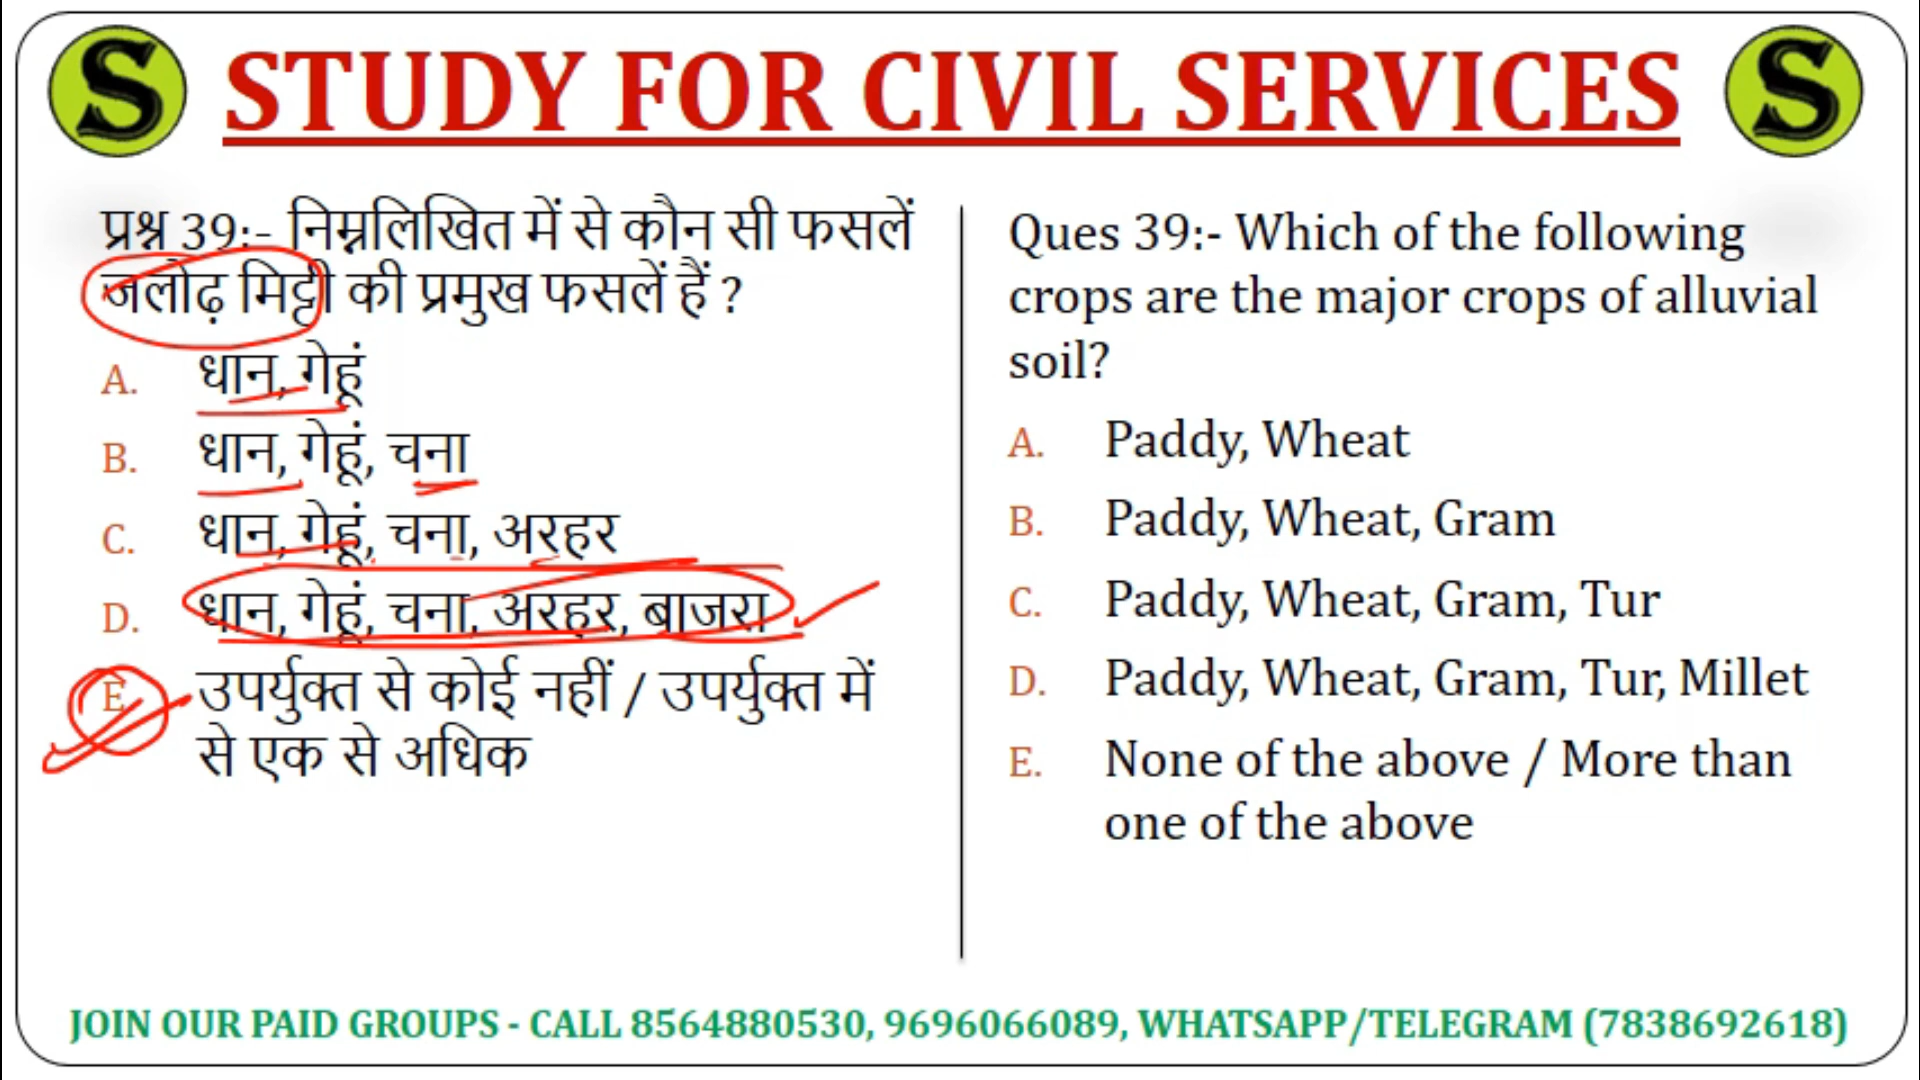 S STUDY FOR CIVIL SERVICES S
प्रश्न 39:- निम्नलिखित में से कौन सी फसलें
जलोढ़ मिट्टी की प्रमुख फसलें हैं ?
A. धान, गेहूं
B. धान, गेहूं, चना
C. धान, गेहूं, चना, अरहर
D. धान, गेहूं, चना, अरहर, बाजरा
E. उपर्युक्त से कोई नहीं / उपर्युक्त में
से एक से अधिक
Ques 39:- Which of the following
crops are the major crops of alluvial
soil?
A. Paddy, Wheat
B. Paddy, Wheat, Gram
C. Paddy, Wheat, Gram, Tur
D. Paddy, Wheat, Gram, Tur, Millet
E. None of the above / More than
one of the above
JOIN OUR PAID GROUPS - CALL 8564880530, 9696066089, WHATSAPP/TELEGRAM (7838692618)